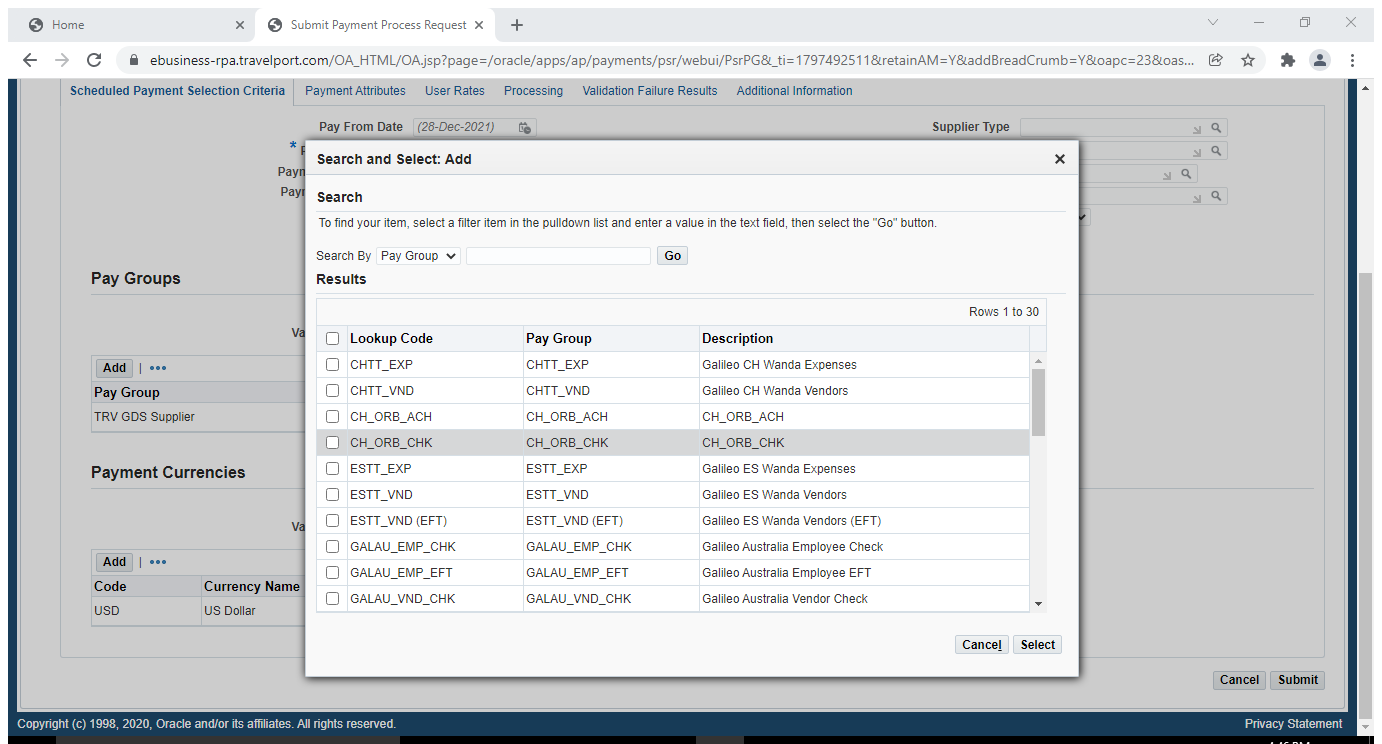 Home
Submit Payment Process Request
ebusiness-rpa.travelport.com/OA_HTML/OA.jsp?page=/oracle/apps/ap/payments/psr/webui/PsrPG&_ti=1797492511&retainAM=Y&addBreadCrumb=Y&oapc=23&oas...
Scheduled Payment Selection Criteria Payment Attributes User Rates Processing Validation Failure Results Additional Information
Pay From Date (28-Dec-2021) Supplier Type
*
Search and Select: Add
Search
To find your item, select a filter item in the pulldown list and enter a value in the text field, then select the "Go" button.
Search By Pay Group Go
Results
Rows 1 to 30
Lookup Code Pay Group Description
CHTT_EXP CHTT_EXP Galileo CH Wanda Expenses
CHTT_VND CHTT_VND Galileo CH Wanda Vendors
CH_ORB_ACH CH_ORB_ACH CH_ORB_ACH
CH_ORB_CHK CH_ORB_CHK CH_ORB_CHK
ESTT_EXP ESTT_EXP Galileo ES Wanda Expenses
ESTT_VND ESTT_VND Galileo ES Wanda Vendors
ESTT_VND (EFT) ESTT_VND (EFT) Galileo ES Wanda Vendors (EFT)
GALAU_EMP_CHK GALAU_EMP_CHK Galileo Australia Employee Check
GALAU_EMP_EFT GALAU_EMP_EFT Galileo Australia Employee EFT
GALAU_VND_CHK GALAU_VND_CHK Galileo Australia Vendor Check
Cancel Select
Pay Groups
Add | •••
Pay Group
TRV GDS Supplier
Payment Currencies
Add | •••
Code Currency Name
USD US Dollar
Cancel Submit
Copyright (c) 1998, 2020, Oracle and/or its affiliates. All rights reserved. Privacy Statement